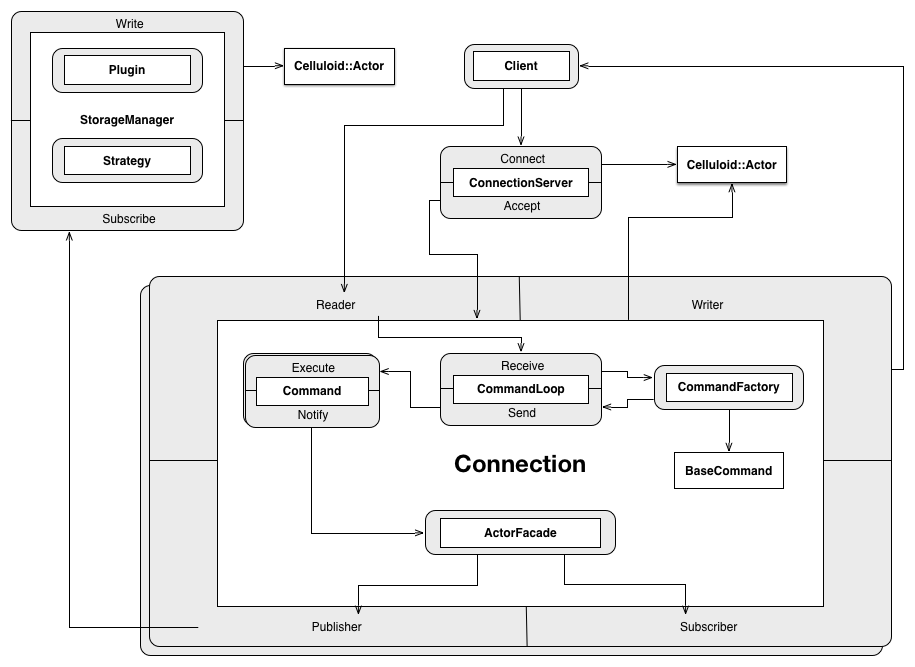 Write
Plugin
StorageManager
Strategy
Subscribe
Celluloid::Actor
Client
Connect
ConnectionServer
Accept
Celluloid::Actor
Reader
Writer
Execute
Command
Notify
Receive
CommandLoop
Send
CommandFactory
BaseCommand
Connection
ActorFacade
Publisher
Subscriber